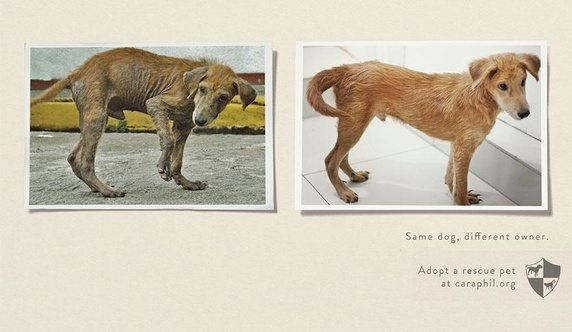 Same dog, different owner.
Adopt a rescue pet
at caraphil.org